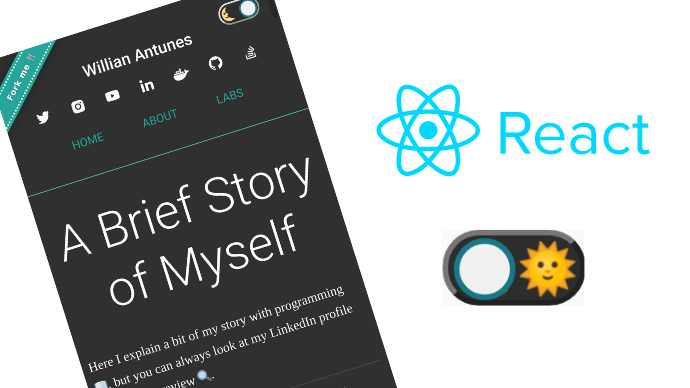 Fork me
Willian Antunes
HOME ABOUT LABS
A Brief Story
of Myself
Here I explain a bit of my story with programming
but you can always look at my LinkedIn profile
React